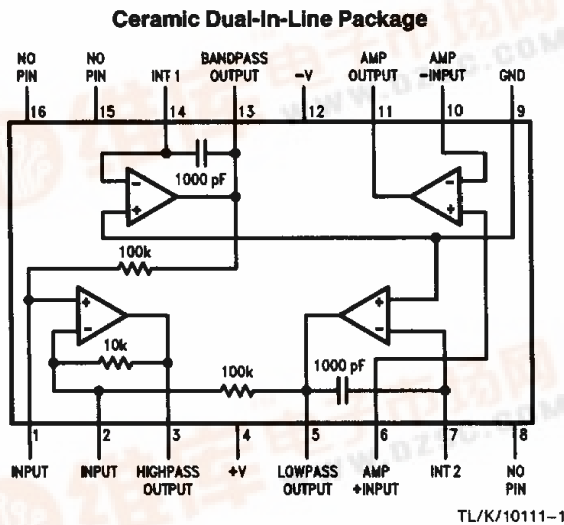 Ceramic Dual-In-Line Package
NO PIN
NO PIN
INT 1
BANDPASS OUTPUT
-V
AMP OUTPUT
AMP -INPUT
GND
16
15
14
13
12
11
10
9
1000 pF
-
+
-
+
100k
+
-
10k
100k
+
-
1000 pF
1
2
3
4
5
6
7
8
INPUT
INPUT
HIGHPASS OUTPUT
+V
LOWPASS OUTPUT
AMP +INPUT
INT 2
NO PIN
TL/K/10111-1